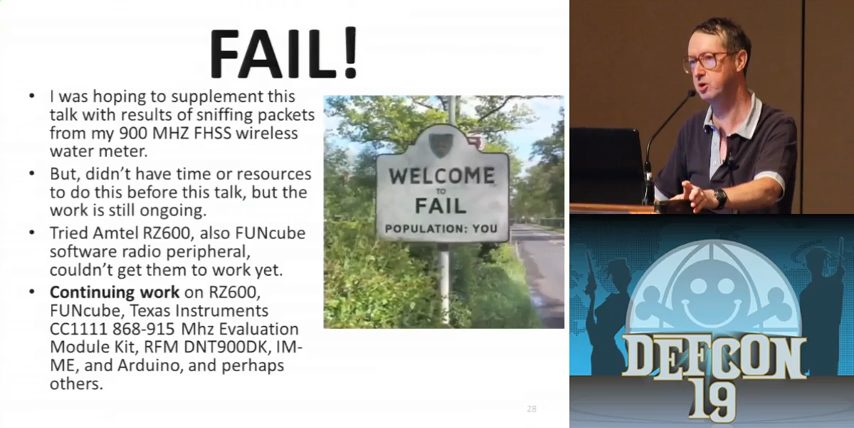 FAIL!
• I was hoping to supplement this
talk with results of sniffing packets
from my 900 MHZ FHSS wireless
water meter.
• But, didn't have time or resources
to do this before this talk, but the
work is still ongoing.
• Tried Amtel RZ600, also FUNcube
software radio peripheral,
couldn't get them to work yet.
• Continuing work on RZ600,
FUNcube, Texas Instruments
CC1111 868-915 Mhz Evaluation
Module Kit, RFM DNT900DK, IM-
ME, and Arduino, and perhaps
others.
WELCOME
TO
FAIL
POPULATION: YOU
28
DEFCON
19